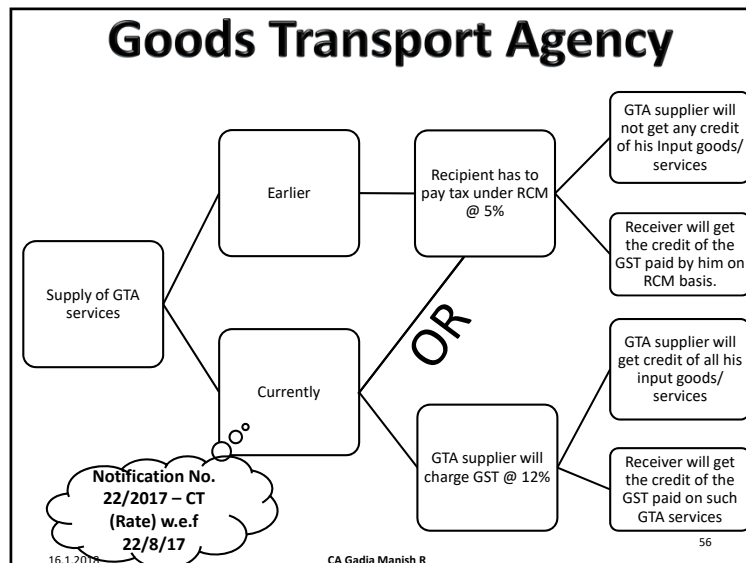 Goods Transport Agency
Supply of GTA
services
Earlier
Recipient has to
pay tax under RCM
@ 5%
GTA supplier will
not get any credit
of his Input goods/
services
Receiver will get
the credit of the
GST paid by him on
RCM basis.
Currently
OR
GTA supplier will
charge GST @ 12%
GTA supplier will
get credit of all his
input goods/
services
Receiver will get
the credit of the
GST paid on such
GTA services
Notification No.
22/2017 – CT
(Rate) w.e.f
22/8/17
16.1.2018
CA Gadia Manish R
56